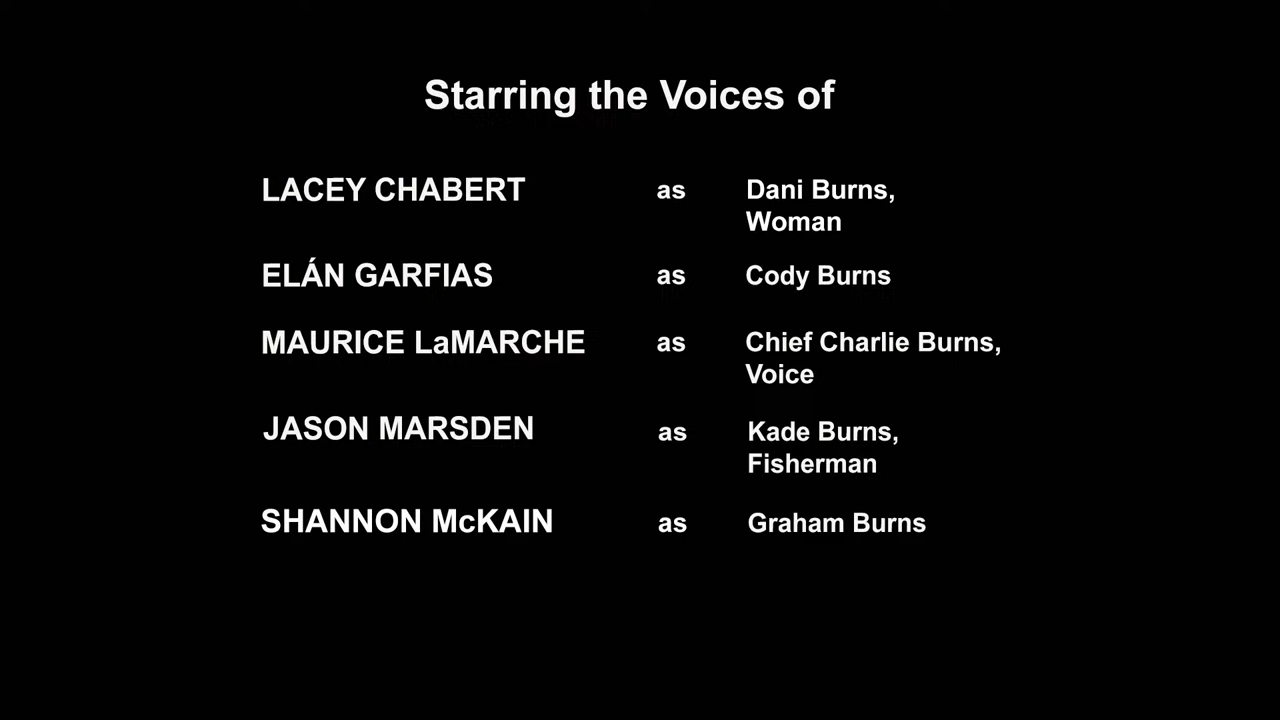 Starring the Voices of
LACEY CHABERT as Dani Burns,
Woman
ELÁN GARFIAS as Cody Burns
MAURICE LaMARCHE as Chief Charlie Burns,
Voice
JASON MARSDEN as Kade Burns,
Fisherman
SHANNON McKAIN as Graham Burns